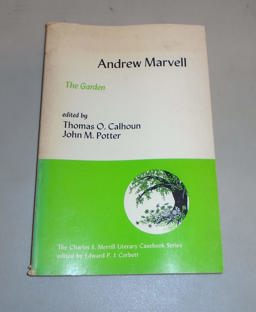 Andrew Marvell
The Garden
edited by
Thomas O. Calhoun
John M. Potter
The Charles E. Merrill Literary Casebook Series
edited by Edward P. J. Corbett